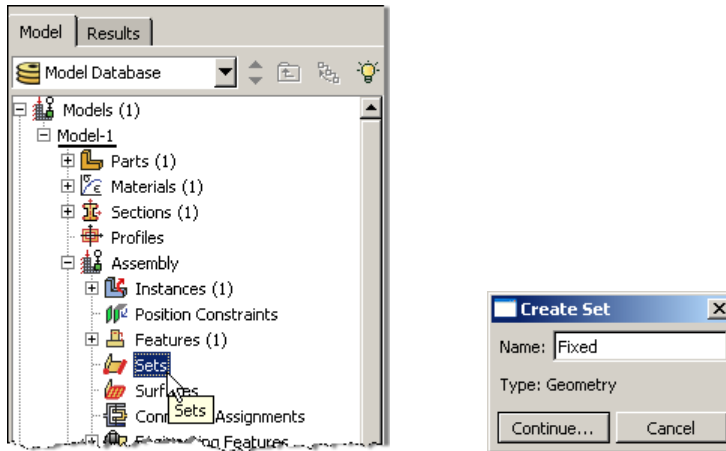 Model Results
Model Database
Models (1)
Model-1
Parts (1)
Materials (1)
Sections (1)
Profiles
Assembly
Instances (1)
Position Constraints
Features (1)
Sets
Surfaces
Sets Assignments
Features
Create Set
Name: Fixed
Type: Geometry
Continue... Cancel